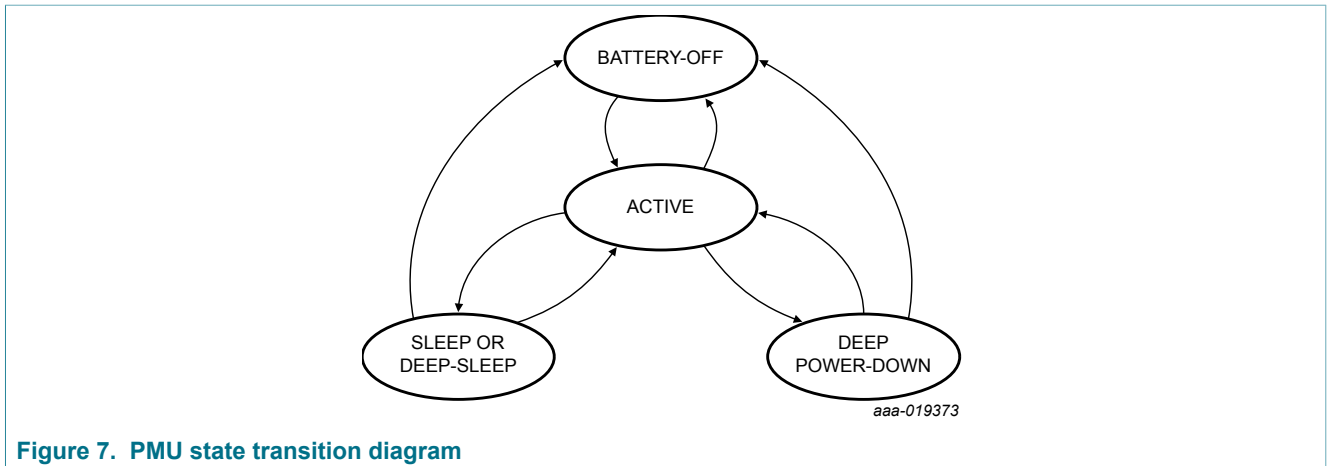 BATTERY-OFF
ACTIVE
SLEEP OR
DEEP-SLEEP
DEEP
POWER-DOWN
aaa-019373
Figure 7. PMU state transition diagram